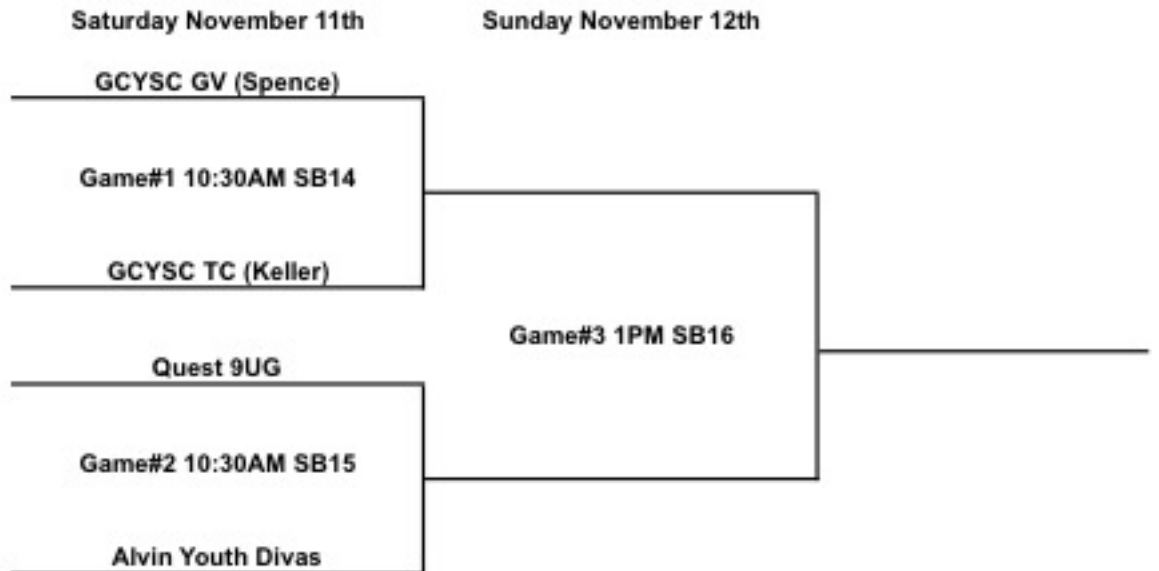 Saturday November 11th
Sunday November 12th
GCYSC GV (Spence)
Game#1 10:30AM SB14
GCYSC TC (Keller)
Game#3 1PM SB16
Quest 9UG
Game#2 10:30AM SB15
Alvin Youth Divas